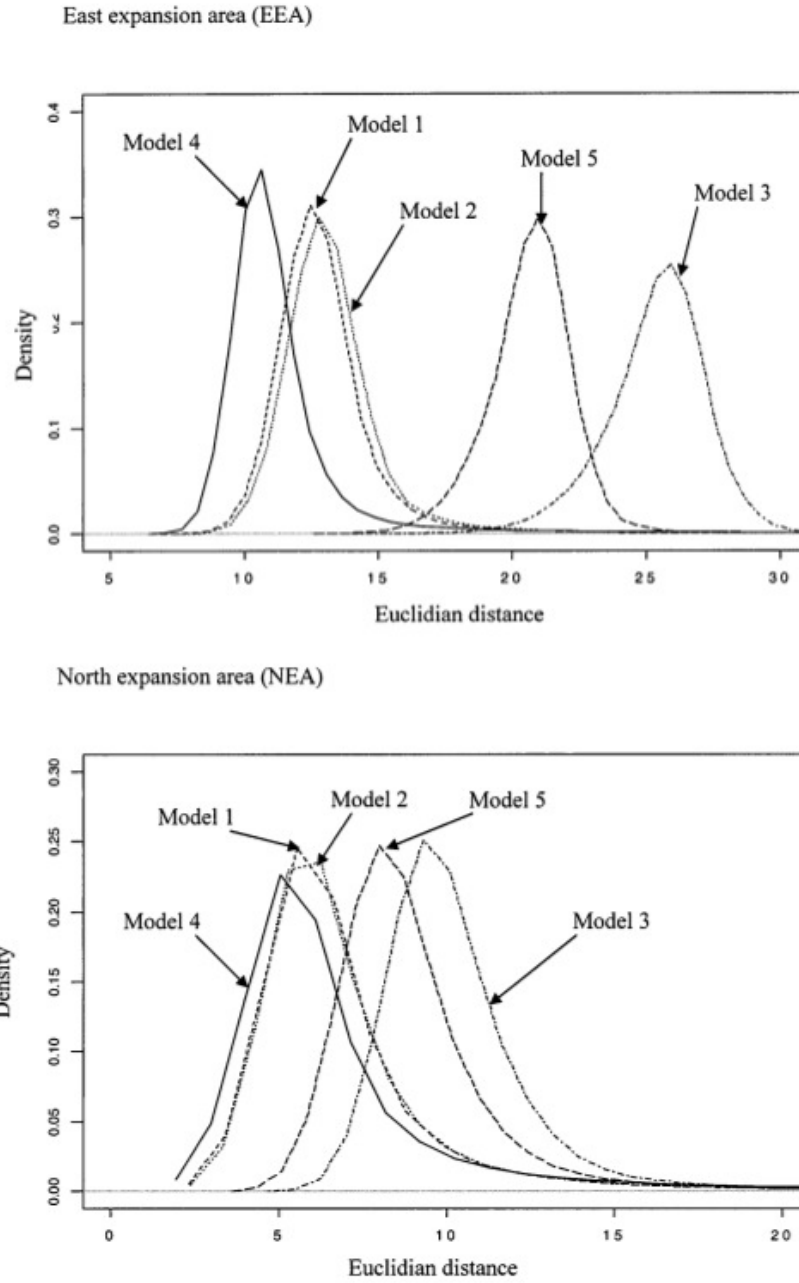 East expansion area (EEA)
0.4
0.3
0.1
0.0
Density
Model 4
Model 1
Model 2
Model 5
Model 3
5 10 15 20 25 30
Euclidian distance
North expansion area (NEA)
0.30
0.25
0.20
0.15
0.10
0.05
0.00
Model 1
Model 2
Model 5
Model 4
Model 3
0 5 10 15 20
Euclidian distance